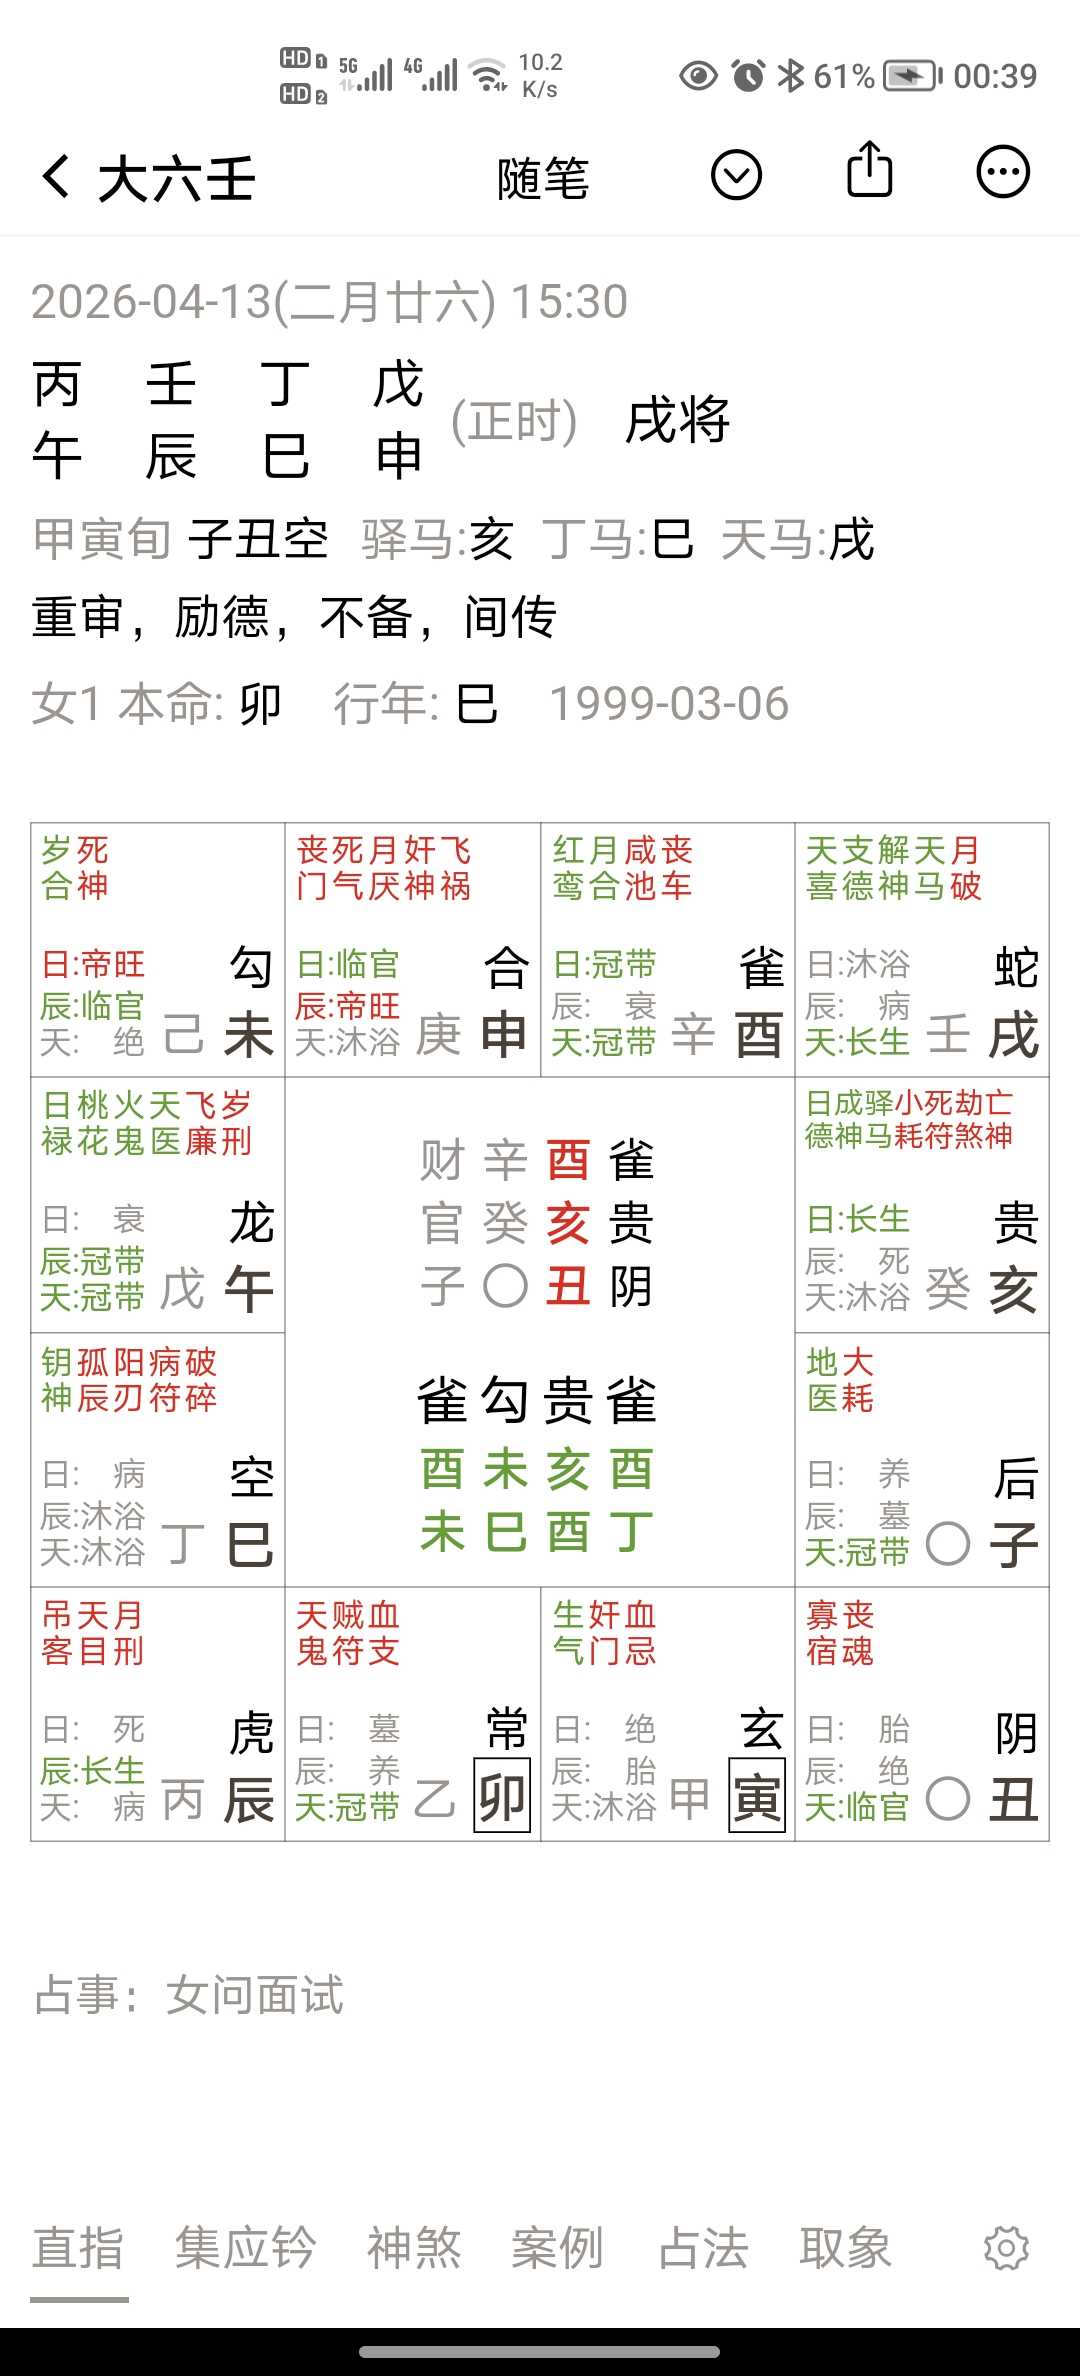 HD 1 5G 4G 10.2 61% 00:39
HD 2 K/s
大六壬 随笔
2026-04-13(二月廿六) 15:30
丙 壬 丁 戊
(正时) 戌将
午 辰 巳 申
甲寅旬 子丑空 驿马:亥 丁马:巳 天马:戌
重审，励德，不备，间传
女1 本命: 卯 行年: 巳 1999-03-06
岁死
合神
日:帝旺
辰:临官
天: 绝
勾
己 未
丧死月奸飞
门气厌神祸
日:临官
辰:帝旺
天:沐浴
合
庚 申
红月咸丧
鸾合池车
日:冠带
辰: 衰
天:冠带
雀
辛 酉
天支解天月
喜德神马破
日:沐浴
辰: 病
天:长生
蛇
壬 戌
日桃火天飞岁
禄花鬼医廉刑
日: 衰
辰:冠带
天:冠带
龙
戊 午
财 辛 酉 雀
官 癸 亥 贵
子 〇 丑 阴
雀 勾 贵 雀
酉 未 亥 酉
未 巳 酉 丁
日成驿小死劫亡
德神马耗符煞神
日:长生
辰: 死
天:沐浴
贵
癸 亥
钥孤阳病破
神辰刃符碎
日: 病
辰:沐浴
天:沐浴
空
丁 巳
地大
医耗
日: 养
辰: 墓
天:冠带
后
〇 子
吊天月
客目刑
日: 死
辰:长生
天: 病
虎
丙 辰
天贼血
鬼符支
日: 墓
辰: 养
天:冠带
常
乙 卯
生奸血
气门忌
日: 绝
辰: 胎
天:沐浴
玄
甲 寅
寡丧
宿魂
日: 胎
辰: 绝
天:临官
阴
〇 丑
占事：女问面试
直指 集应钤 神煞 案例 占法 取象